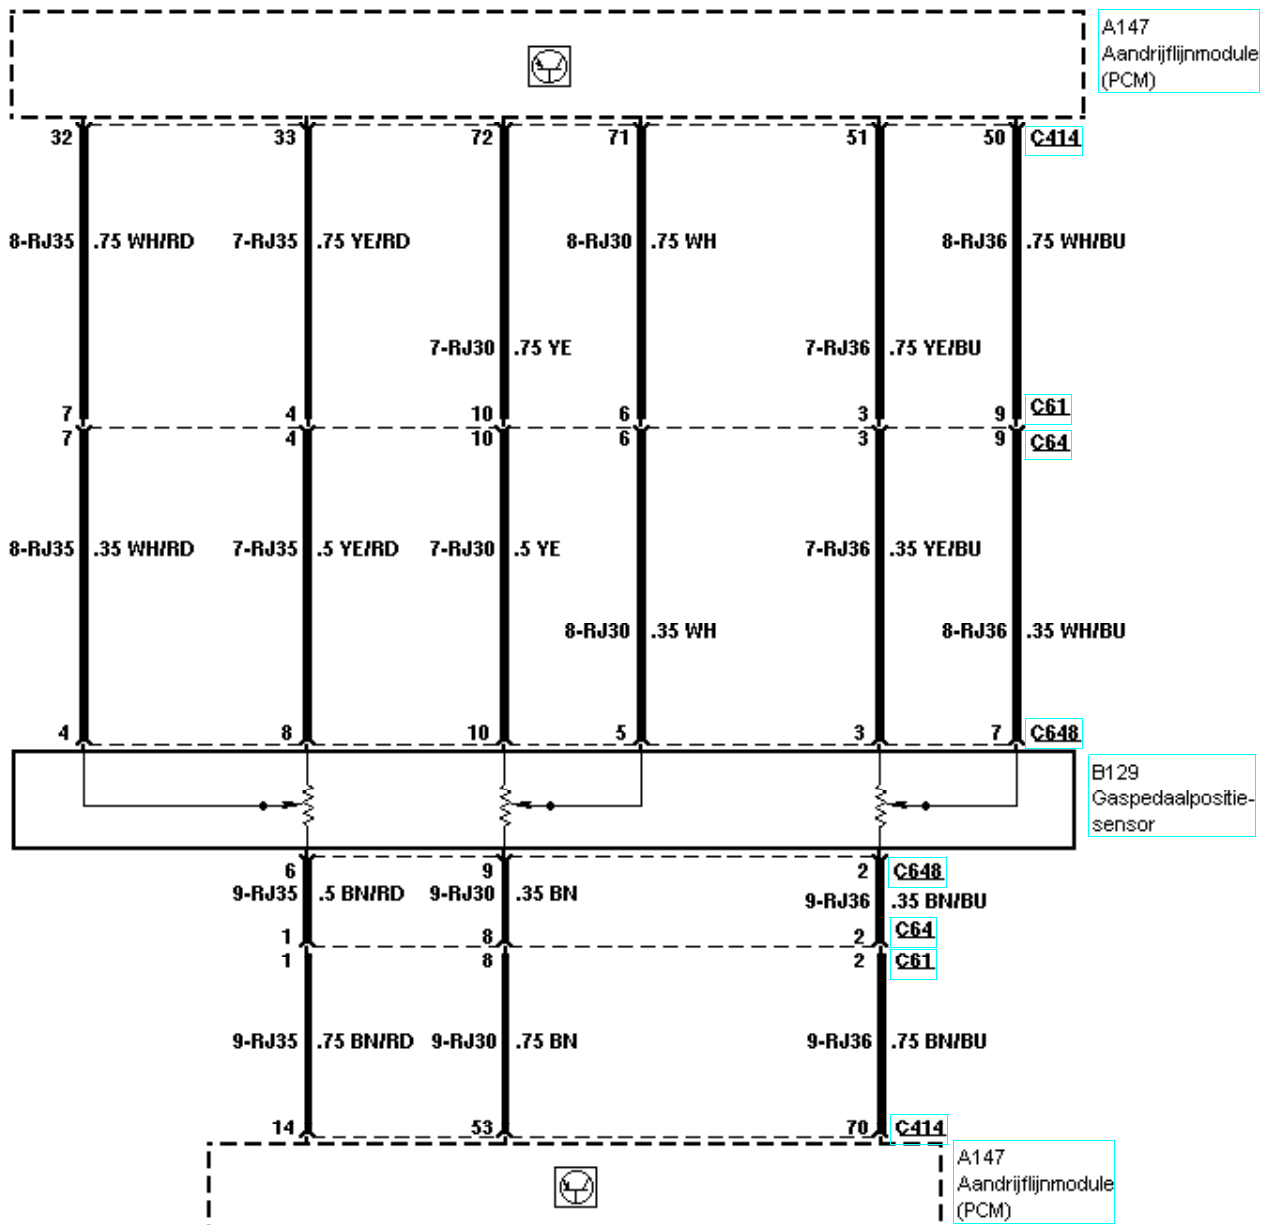 A147
Aandrijflijnmodule
(PCM)
32 33 72 71 51 50 C414
8-RJ35 .75 WH/RD 7-RJ35 .75 YE/RD 8-RJ30 .75 WH 8-RJ36 .75 WH/BU
7-RJ30 .75 YE 7-RJ36 .75 YE/BU
7 4 10 6 3 9 C61
7 4 10 6 3 9 C64
8-RJ35 .35 WH/RD 7-RJ35 .5 YE/RD 7-RJ30 .5 YE 7-RJ36 .35 YE/BU
8-RJ30 .35 WH 8-RJ36 .35 WH/BU
4 8 10 5 3 7 C648
B129
Gaspedaalpositie-
sensor
6 9 2 C648
9-RJ35 .5 BN/RD 9-RJ30 .35 BN 9-RJ36 .35 BN/BU
1 8 2 C64
1 8 2 C61
9-RJ35 .75 BN/RD 9-RJ30 .75 BN 9-RJ36 .75 BN/BU
14 53 70 C414
A147
Aandrijflijnmodule
(PCM)